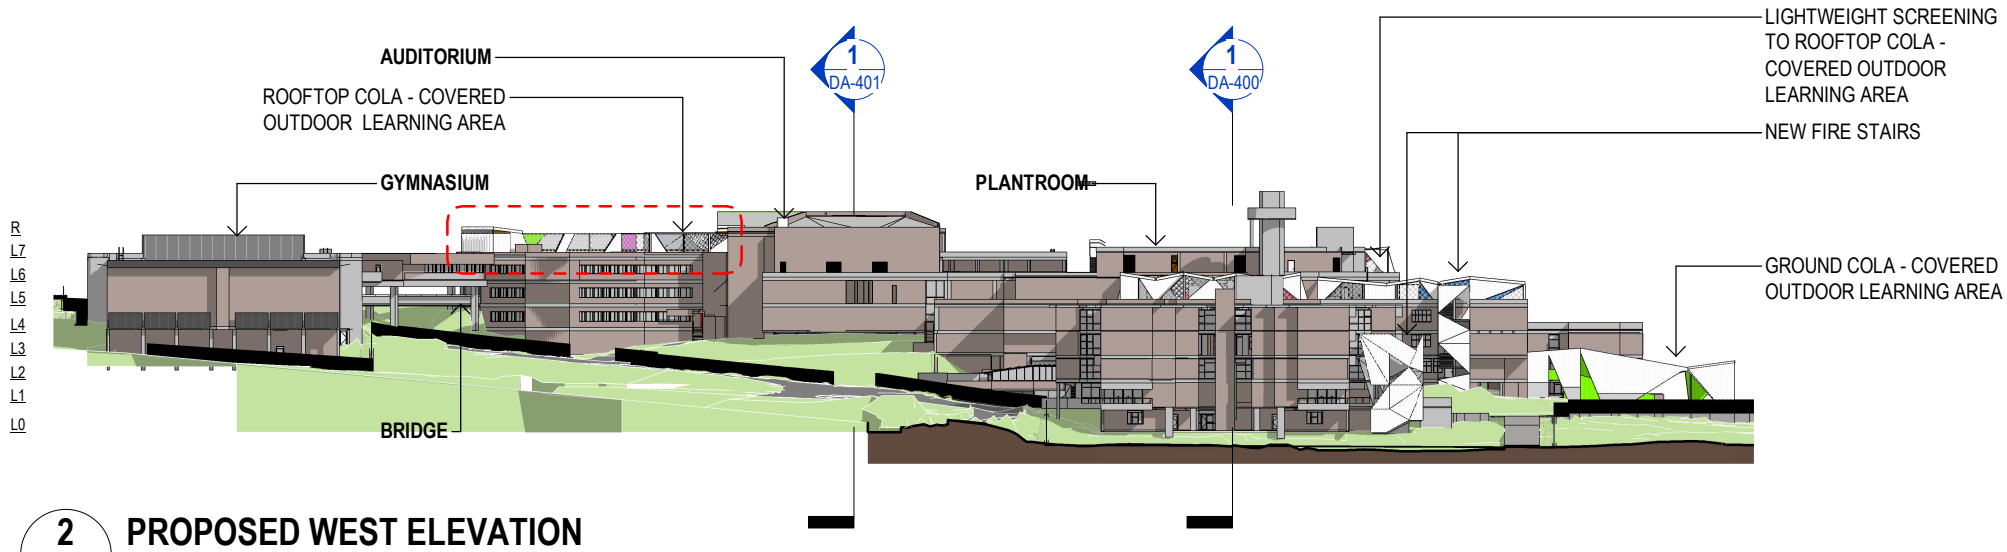 LIGHTWEIGHT SCREENING
TO ROOFTOP COLA -
COVERED OUTDOOR
LEARNING AREA
AUDITORIUM
1
DA-401
1
DA-400
ROOFTOP COLA - COVERED
OUTDOOR LEARNING AREA
NEW FIRE STAIRS
GYMNASIUM
PLANTROOM
R
L7
L6
L5
L4
L3
L2
L1
L0
GROUND COLA - COVERED
OUTDOOR LEARNING AREA
BRIDGE
2
PROPOSED WEST ELEVATION